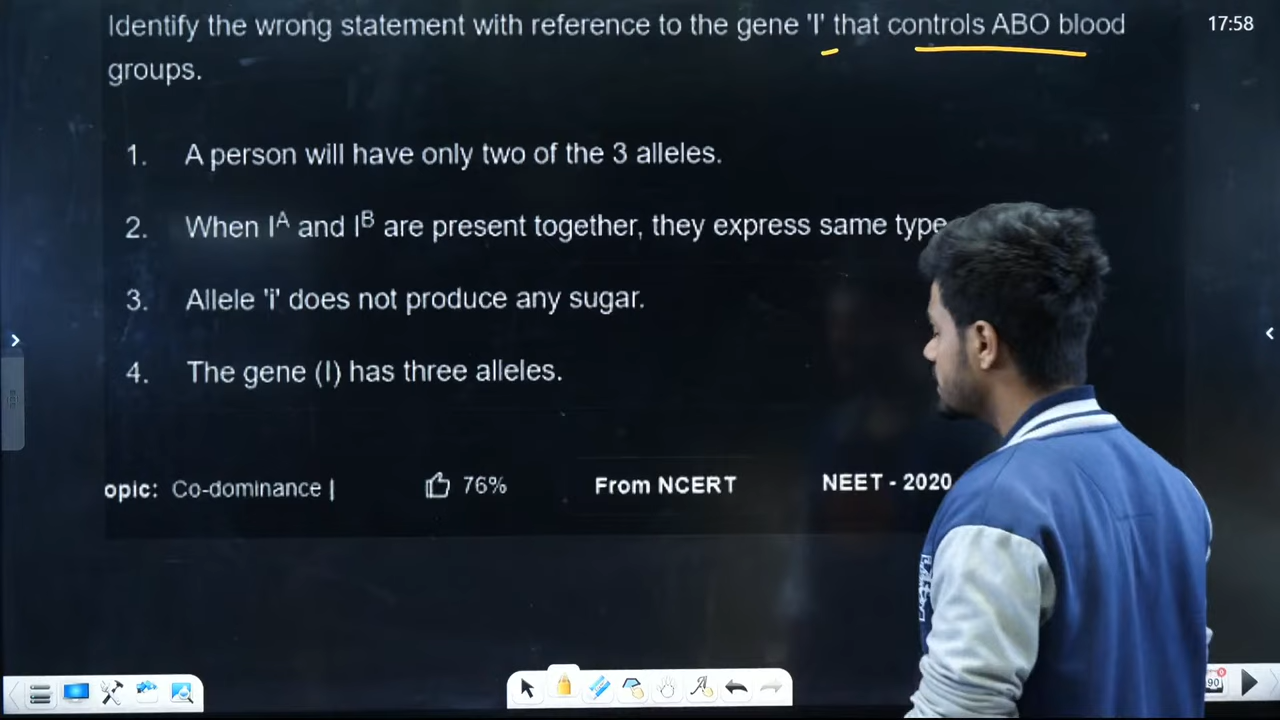 Identify the wrong statement with reference to the gene 'I' that controls ABO blood
groups.
17:58
1. A person will have only two of the 3 alleles.
2. When I^A and I^B are present together, they express same type
3. Allele 'i' does not produce any sugar.
4. The gene (I) has three alleles.
opic: Co-dominance | 76% From NCERT NEET - 2020
90